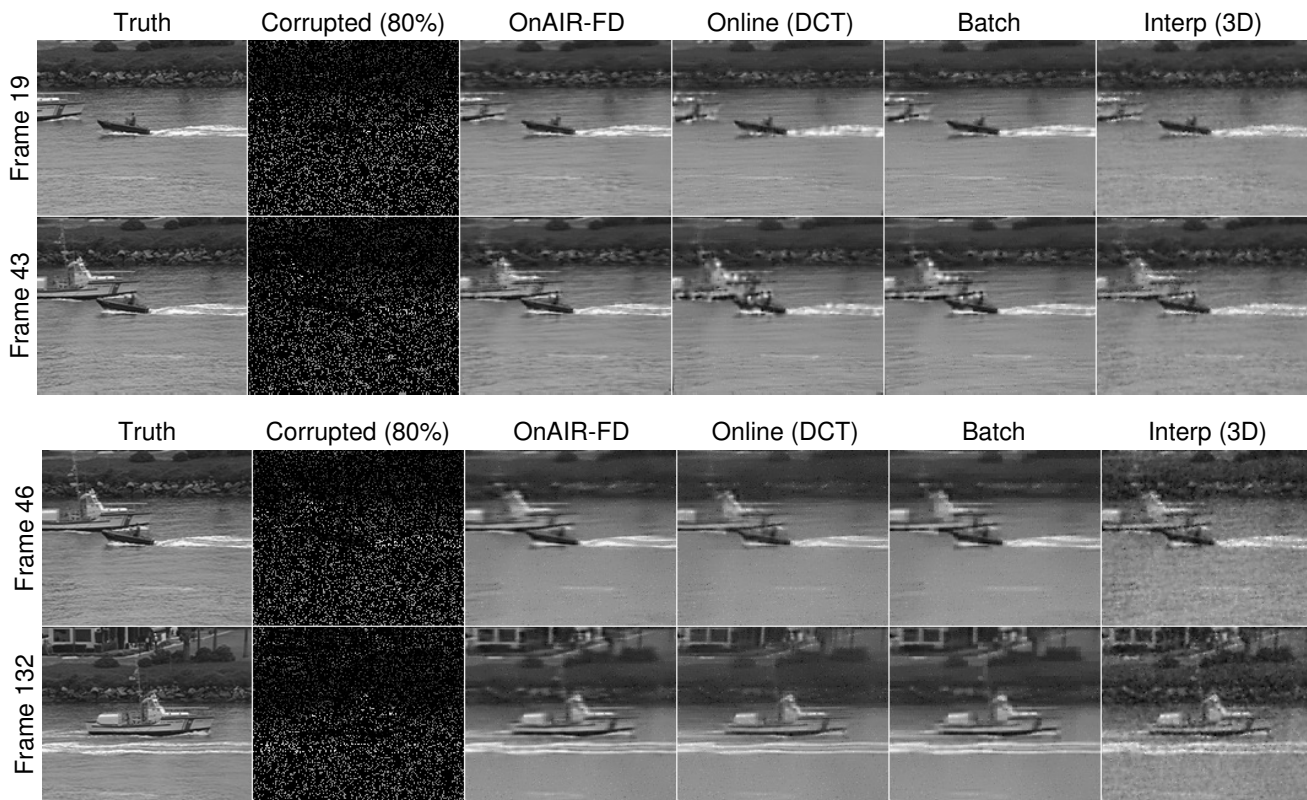 Truth Corrupted (80%) OnAIR-FD Online (DCT) Batch Interp (3D)
Frame 19
Frame 43
Truth Corrupted (80%) OnAIR-FD Online (DCT) Batch Interp (3D)
Frame 46
Frame 132